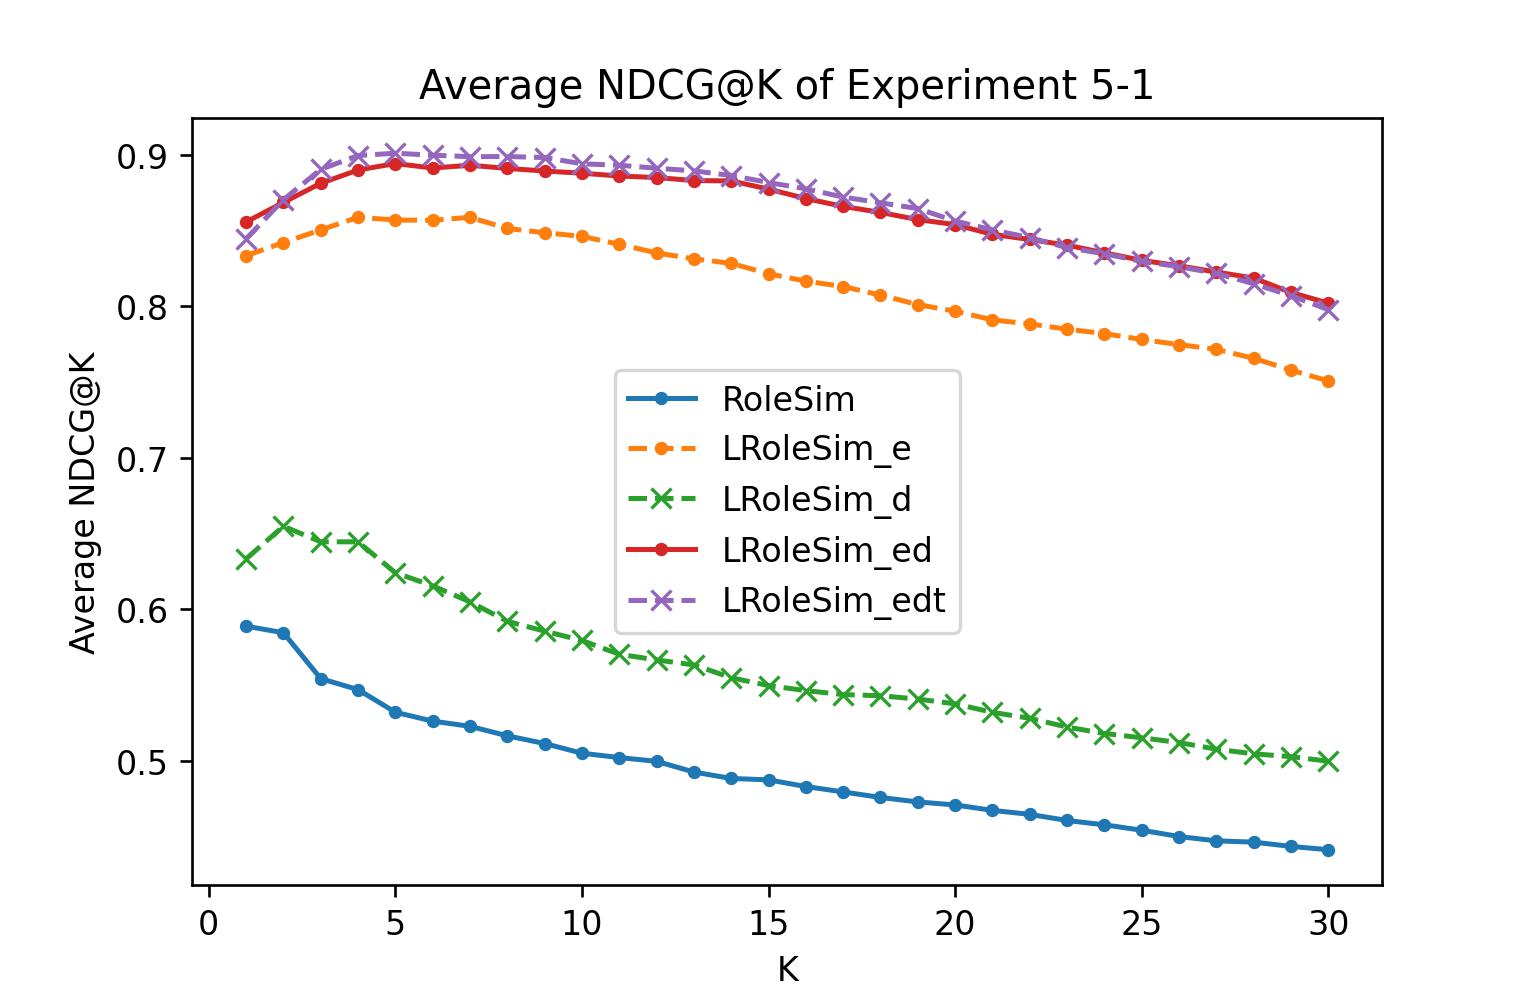 Average NDCG@K of Experiment 5-1
Average NDCG@K
0.9
0.8
0.7
0.6
0.5
RoleSim
LRoleSim_e
LRoleSim_d
LRoleSim_ed
LRoleSim_edt
0 5 10 15 20 25 30
K